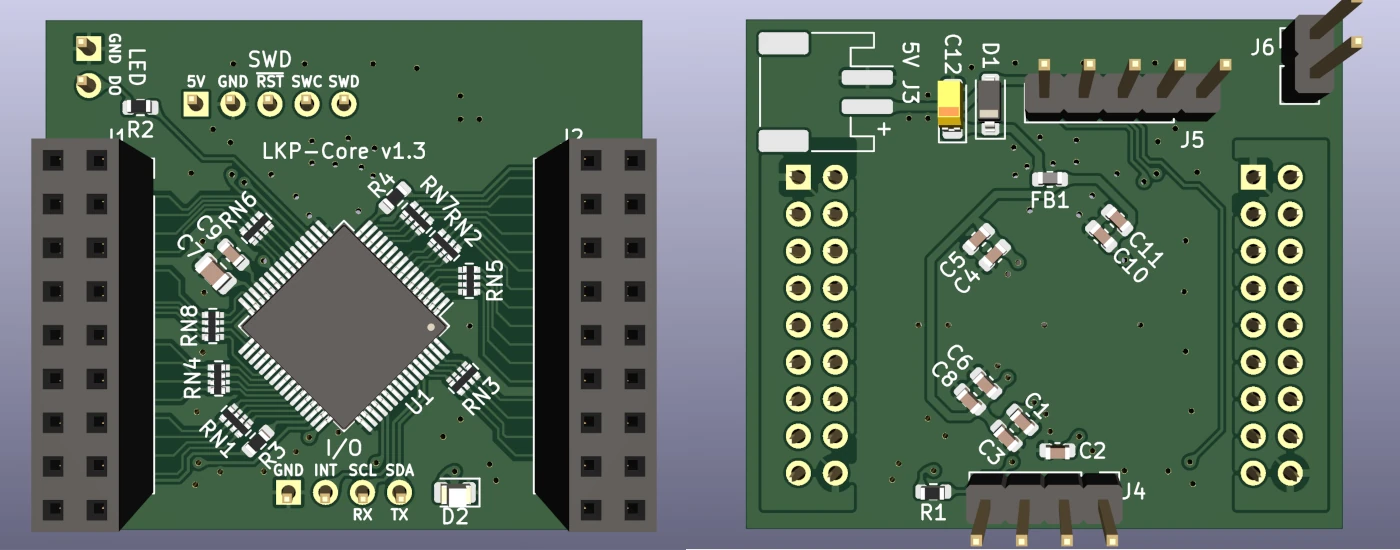 GND
DO
LED
SWD
5V GND RST SWC SWD
R2
J1
J2
LKP-Core v1.3
R4
RN7
RN2
RN6
C9
C7
RN5
RN8
RN4
RN3
U1
RN1
R3
I/O
GND INT SCL SDA
RX TX
D2
5V J3
C12
D1
+
J6
J5
FB1
C11
C10
C5
C4
C6
C8
C1
C3
C2
R1
J4